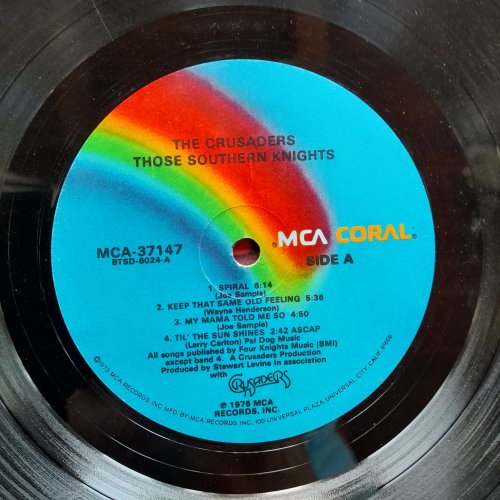 THE CRUSADERS
THOSE SOUTHERN KNIGHTS
MCA CORAL
MCA-37147
BTSD-6024-A
SIDE A
1. SPIRAL 6:14
(Joe Sample)
2. KEEP THAT SAME OLD FEELING 5:36
(Wayne Henderson)
3. MY MAMA TOLD ME SO 4:50
(Joe Sample)
4. TIL' THE SUN SHINES 2:42 ASCAP
(Larry Carlton) Pal Dog Music
All songs published by Four Knights Music (BMI)
except band 4. A Crusaders Production
Produced by Stewart Levine in association
with CRUSADERS
℗ 1976 MCA
RECORDS, INC.
©1973 MCA RECORDS, INC. MFD. BY MCA RECORDS, INC. 100 UNIVERSAL PLAZA, UNIVERSAL CITY, CALIF.